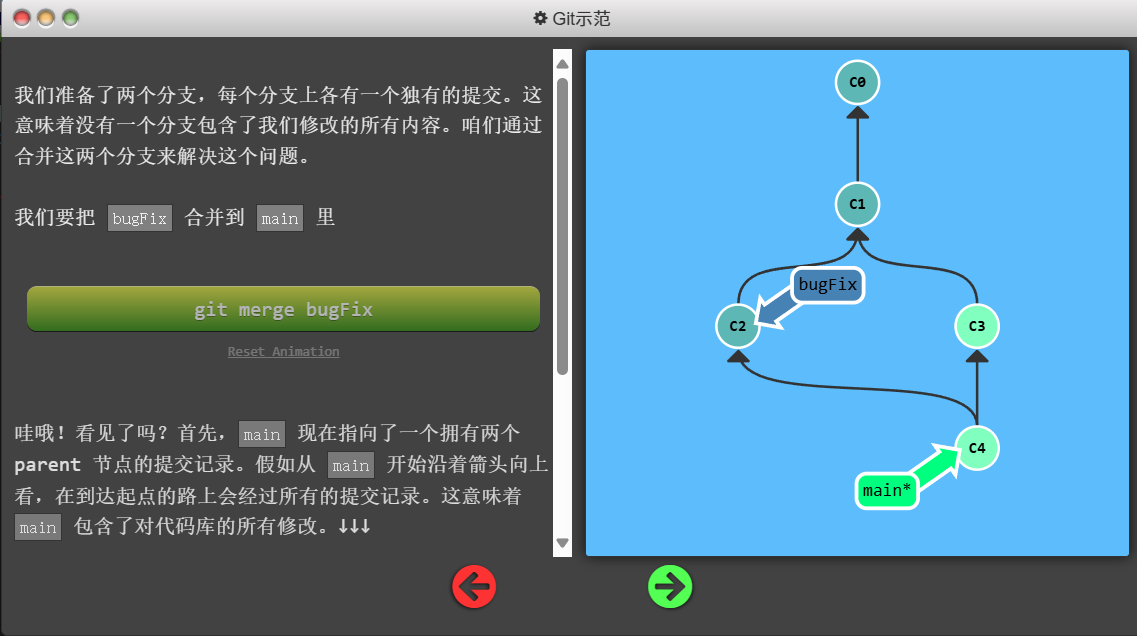 Git示范
我们准备了两个分支，每个分支上各有一个独有的提交。这
意味着没有一个分支包含了我们修改的所有内容。咱们通过
合并这两个分支来解决这个问题。
我们要把 bugFix 合并到 main 里
git merge bugFix
Reset Animation
哇哦！看见了吗？首先，main 现在指向了一个拥有两个
parent 节点的提交记录。假如从 main 开始沿着箭头向上
看，在到达起点的路上会经过所有的提交记录。这意味着
main 包含了对代码库的所有修改。↓↓↓
C0
C1
bugFix
C2
C3
C4
main*